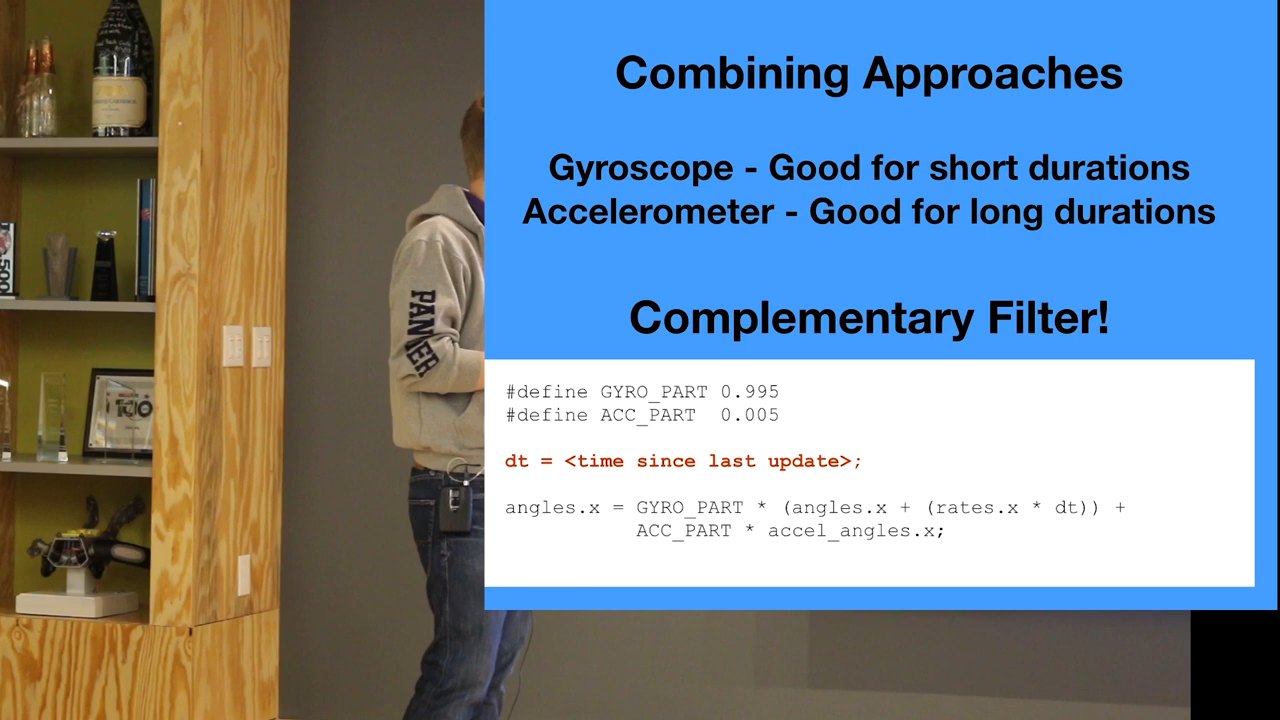 Combining Approaches
Gyroscope - Good for short durations
Accelerometer - Good for long durations
Complementary Filter!
#define GYRO_PART 0.995
#define ACC_PART 0.005
dt = <time since last update>;
angles.x = GYRO_PART * (angles.x + (rates.x * dt)) +
ACC_PART * accel_angles.x;
500
100